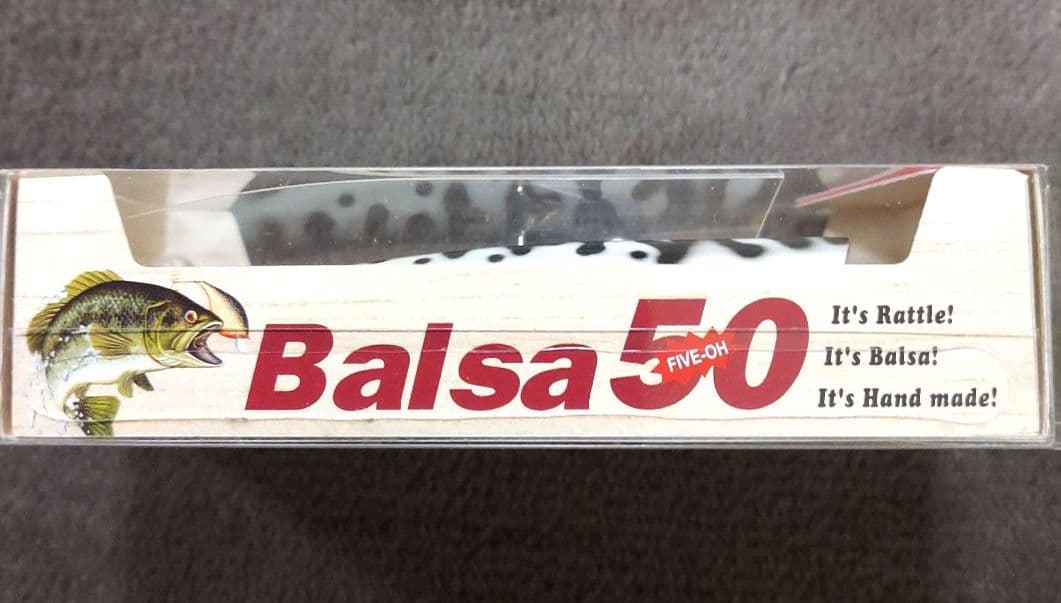 Balsa 50
FIVE-OH
It's Rattle!
It's Balsa!
It's Hand made!